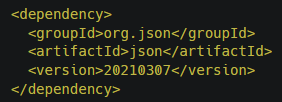 <dependency>
  <groupId>org.json</groupId>
  <artifactId>json</artifactId>
  <version>20210307</version>
</dependency>